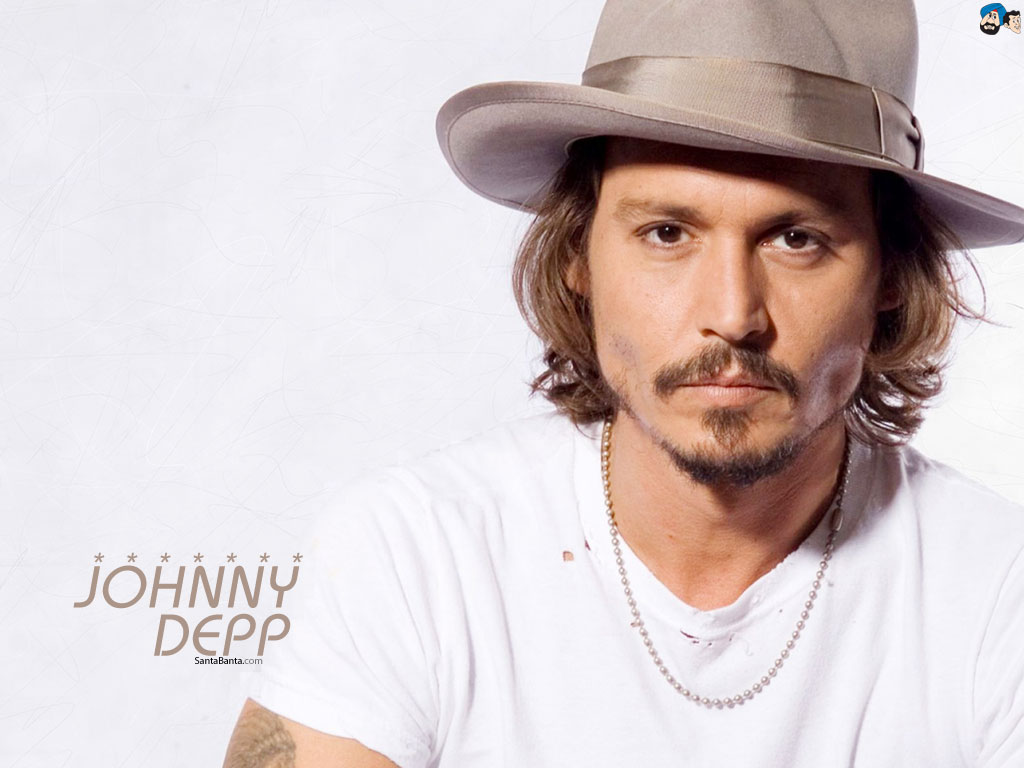 * * * * * * *
JOHNNY
DEPP
SantaBanta.com